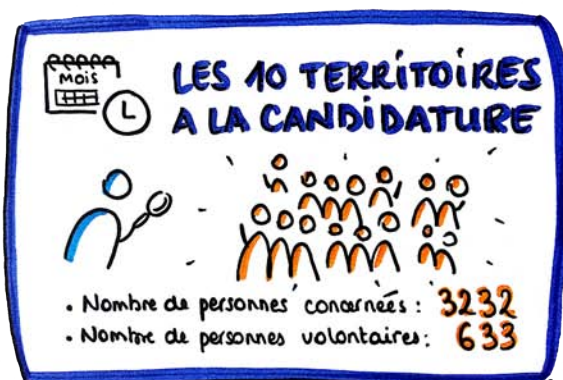 MOIS
LES 10 TERRITOIRES
A LA CANDIDATURE
• Nombre de personnes concernées : 3232
• Nombre de personnes volontaires : 633